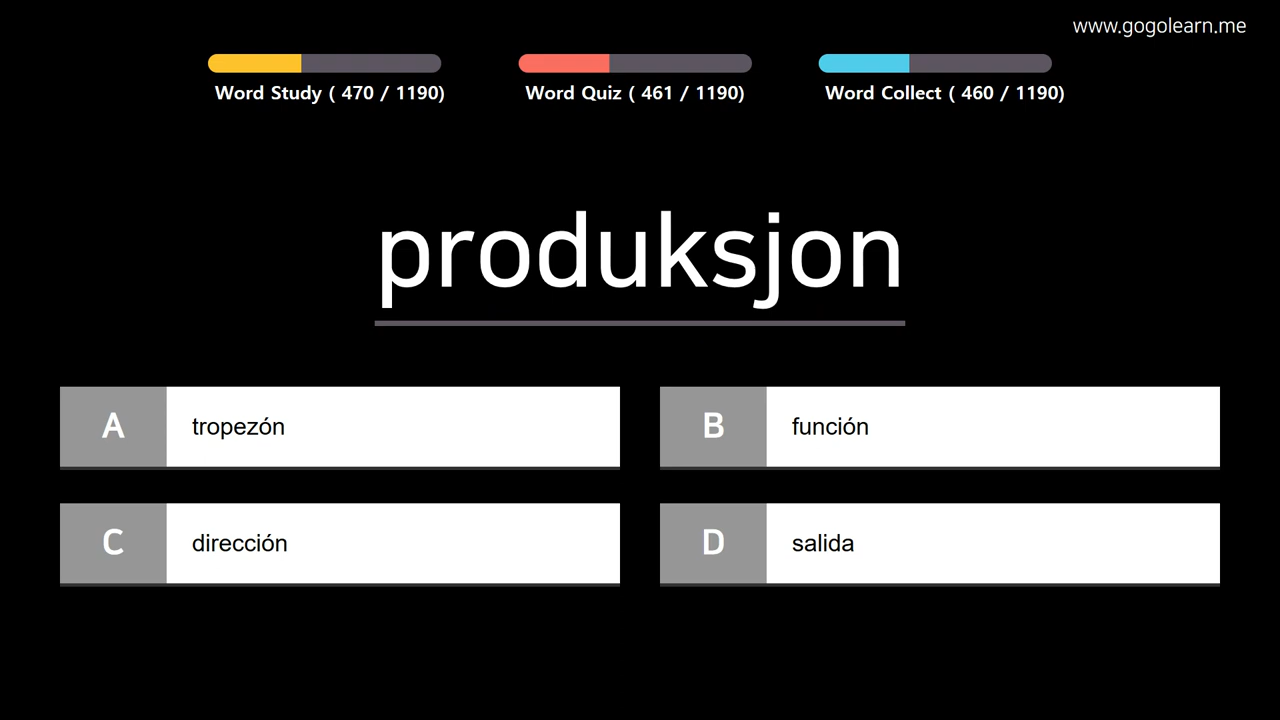 www.gogolearn.me
Word Study ( 470 / 1190)
Word Quiz ( 461 / 1190)
Word Collect ( 460 / 1190)
produksjon
A tropezón
B función
C dirección
D salida